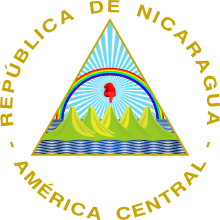 REPÚBLICA DE NICARAGUA
- AMÉRICA CENTRAL -